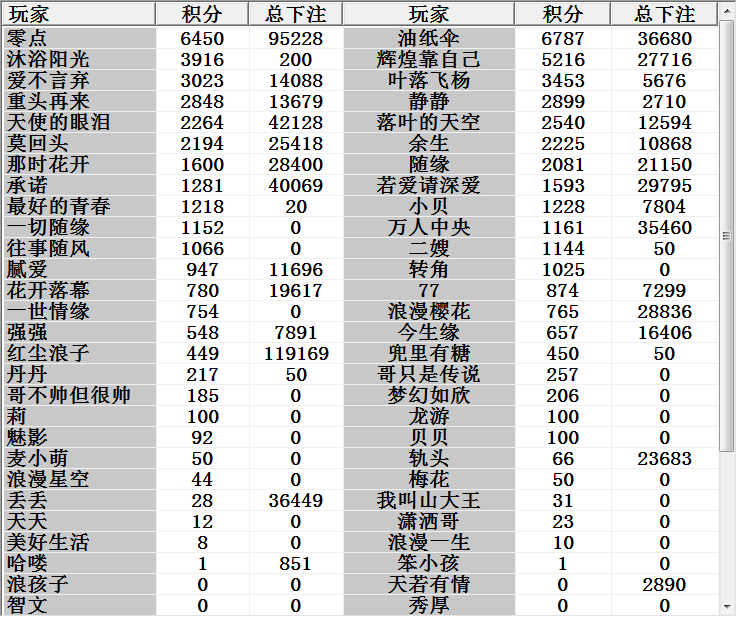 玩家 积分 总下注 玩家 积分 总下注
零点 6450 95228 油纸伞 6787 36680
沐浴阳光 3916 200 辉煌靠自己 5216 27716
爱不言弃 3023 14088 叶落飞杨 3453 5676
重头再来 2848 13679 静静 2899 2710
天使的眼泪 2264 42128 落叶的天空 2540 12594
莫回头 2194 25418 余生 2225 10868
那时花开 1600 28400 随缘 2081 21150
承诺 1281 40069 若爱请深爱 1593 29795
最好的青春 1218 20 小贝 1228 7804
一切随缘 1152 0 万人中央 1161 35460
往事随风 1066 0 二嫂 1144 50
腻爱 947 11696 转角 1025 0
花开落幕 780 19617 77 874 7299
一世情缘 754 0 浪漫樱花 765 28836
强强 548 7891 今生缘 657 16406
红尘浪子 449 119169 兜里有糖 450 50
丹丹 217 50 哥只是传说 257 0
哥不帅但很帅 185 0 梦幻如欣 206 0
莉 100 0 龙游 100 0
魅影 92 0 贝贝 100 0
麦小萌 50 0 轨头 66 23683
浪漫星空 44 0 梅花 50 0
丢丢 28 36449 我叫山大王 31 0
天天 12 0 潇洒哥 23 0
美好生活 8 0 浪漫一生 10 0
哈喽 1 851 笨小孩 1 0
浪孩子 0 0 天若有情 0 2890
智文 0 0 秀厚 0 0